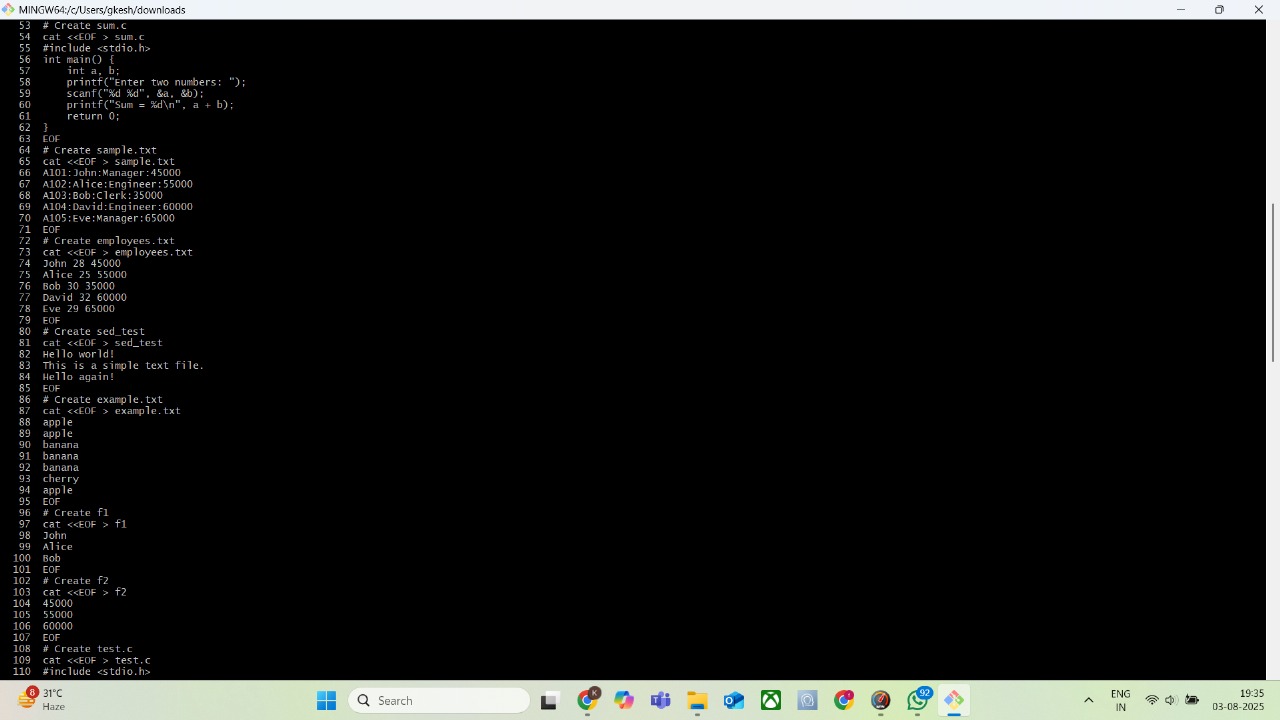 MINGW64:/c/Users/gkesh/downloads
53 # Create sum.c
54 cat <<EOF > sum.c
55 #include <stdio.h>
56 int main() {
57     int a, b;
58     printf("Enter two numbers: ");
59     scanf("%d %d", &a, &b);
60     printf("Sum = %d\n", a + b);
61     return 0;
62 }
63 EOF
64 # Create sample.txt
65 cat <<EOF > sample.txt
66 A101:John:Manager:45000
67 A102:Alice:Engineer:55000
68 A103:Bob:Clerk:35000
69 A104:David:Engineer:60000
70 A105:Eve:Manager:65000
71 EOF
72 # Create employees.txt
73 cat <<EOF > employees.txt
74 John 28 45000
75 Alice 25 55000
76 Bob 30 35000
77 David 32 60000
78 Eve 29 65000
79 EOF
80 # Create sed_test
81 cat <<EOF > sed_test
82 Hello world!
83 This is a simple text file.
84 Hello again!
85 EOF
86 # Create example.txt
87 cat <<EOF > example.txt
88 apple
89 apple
90 banana
91 banana
92 banana
93 cherry
94 apple
95 EOF
96 # Create f1
97 cat <<EOF > f1
98 John
99 Alice
100 Bob
101 EOF
102 # Create f2
103 cat <<EOF > f2
104 45000
105 55000
106 60000
107 EOF
108 # Create test.c
109 cat <<EOF > test.c
110 #include <stdio.h>
8
31°C
Haze
Search
K
92
ENG
IN
19:35
03-08-2025